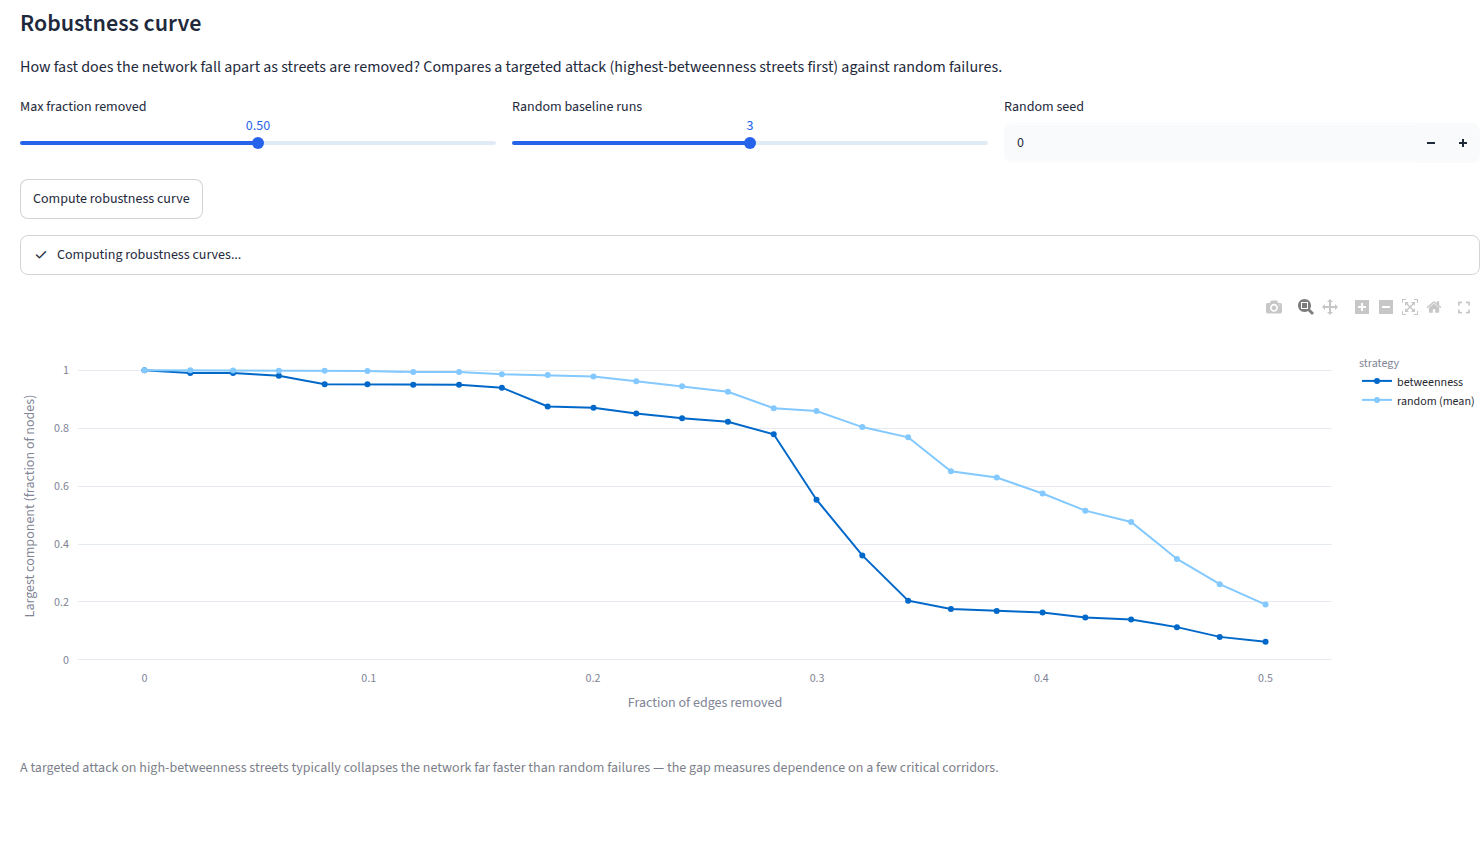 Robustness curve
How fast does the network fall apart as streets are removed? Compares a targeted attack (highest-betweenness streets first) against random failures.
Max fraction removed
0.50
Random baseline runs
3
Random seed
0
Compute robustness curve
Computing robustness curves...
strategy
betweenness
random (mean)
Largest component (fraction of nodes)
1
0.8
0.6
0.4
0.2
0
0
0.1
0.2
0.3
0.4
0.5
Fraction of edges removed
A targeted attack on high-betweenness streets typically collapses the network far faster than random failures — the gap measures dependence on a few critical corridors.